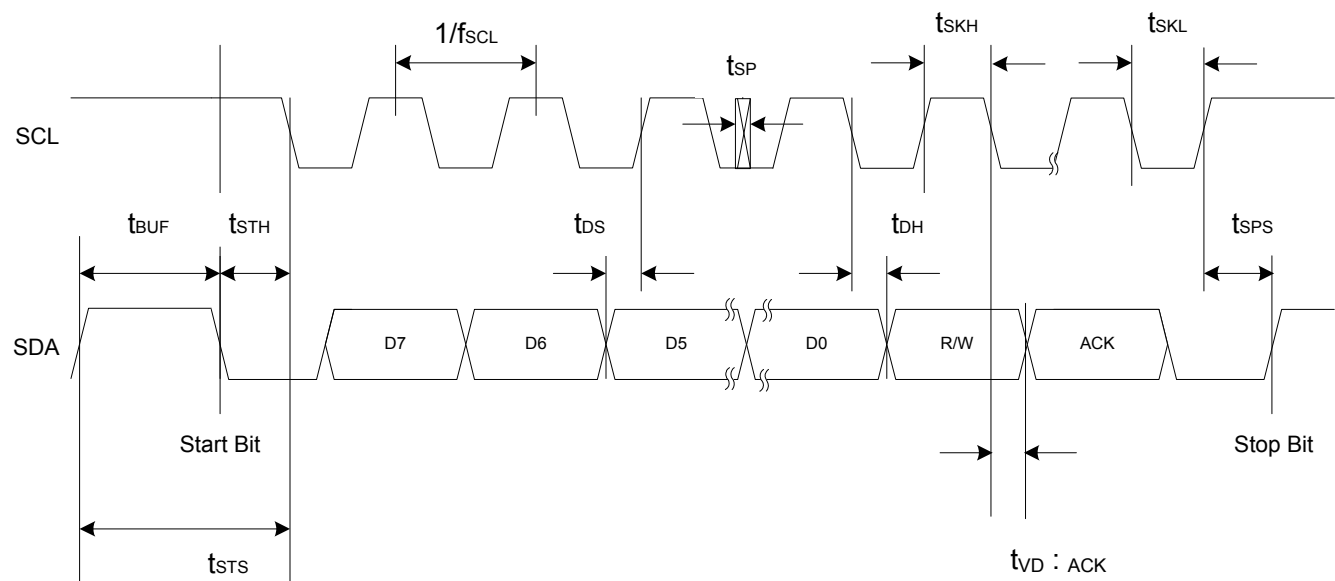 1/fSCL
tSP
tSKH
tSKL
SCL
tBUF
tSTH
tDS
tDH
tSPS
SDA
D7
D6
D5
D0
R/W
ACK
Start Bit
Stop Bit
tSTS
tVD : ACK